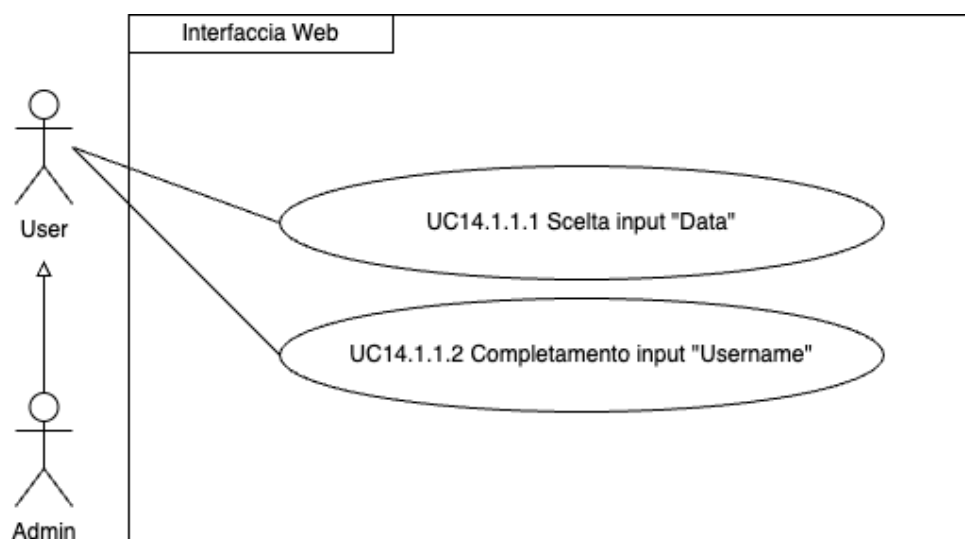 Interfaccia Web
User
UC14.1.1.1 Scelta input "Data"
UC14.1.1.2 Completamento input "Username"
Admin